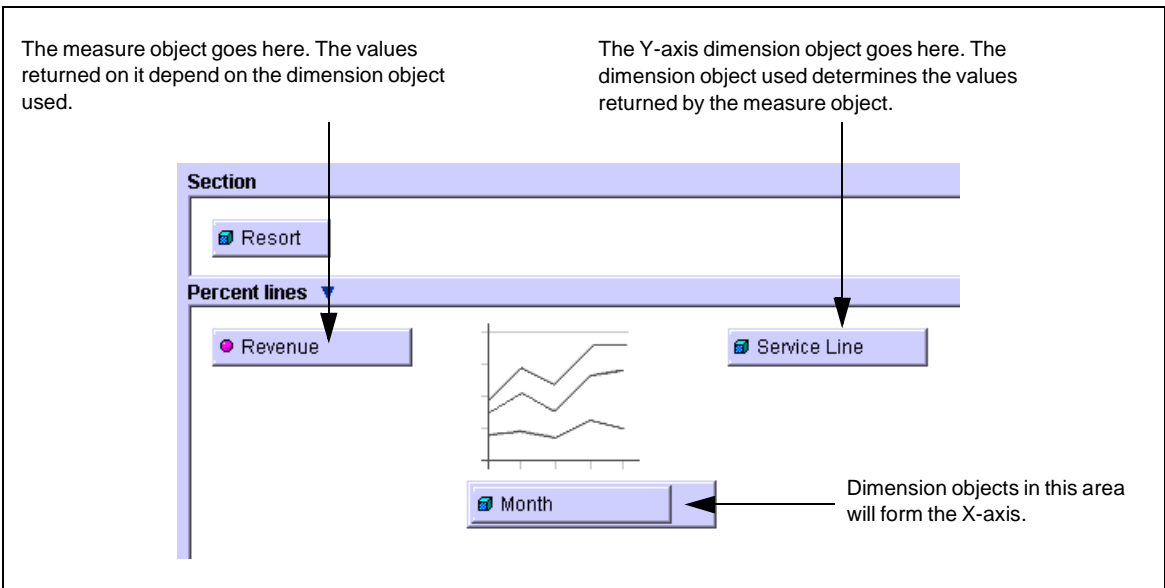 The measure object goes here. The values
returned on it depend on the dimension object
used.
The Y-axis dimension object goes here. The
dimension object used determines the values
returned by the measure object.
Section
Resort
Percent lines
Revenue
Service Line
Month
Dimension objects in this area
will form the X-axis.